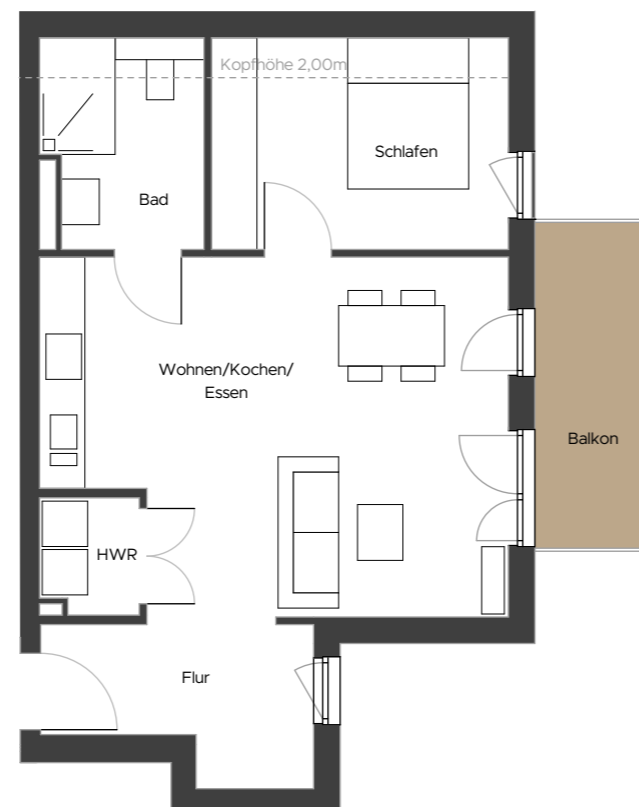 Kopfhöhe 2,00m
Schlafen
Bad
Wohnen/Kochen/
Essen
Balkon
HWR
Flur